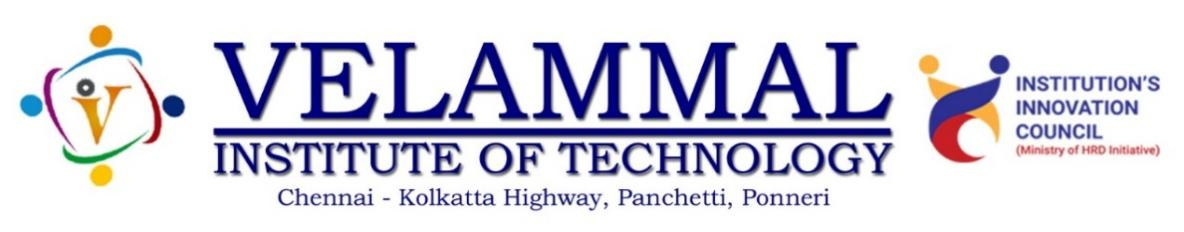 V
VELAMMAL
INSTITUTE OF TECHNOLOGY
Chennai - Kolkatta Highway, Panchetti, Ponneri
INSTITUTION'S
INNOVATION
COUNCIL
(Ministry of HRD Initiative)